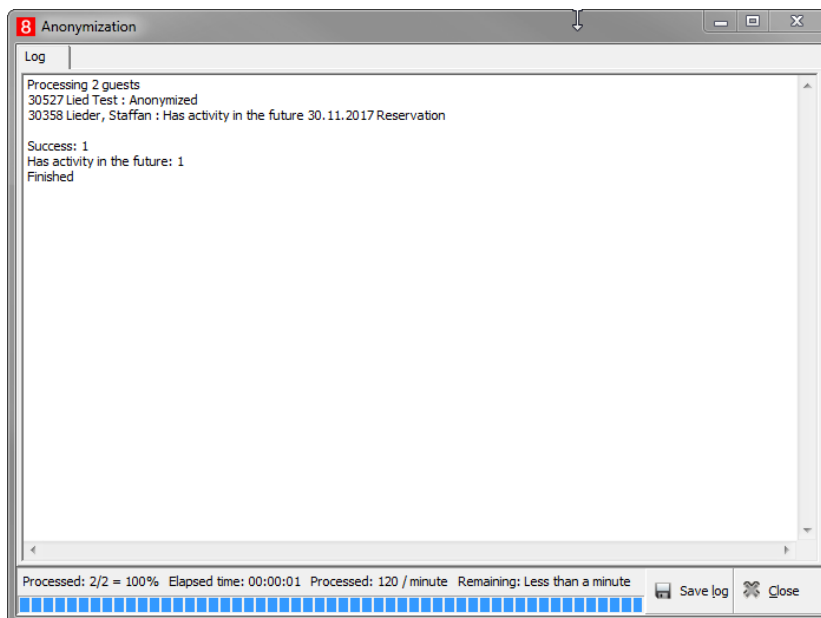 8 Anonymization
Log
Processing 2 guests
30527 Lied Test : Anonymized
30358 Lieder, Staffan : Has activity in the future 30.11.2017 Reservation
Success: 1
Has activity in the future: 1
Finished
Processed: 2/2 = 100% Elapsed time: 00:00:01 Processed: 120 / minute Remaining: Less than a minute
Save log
Close